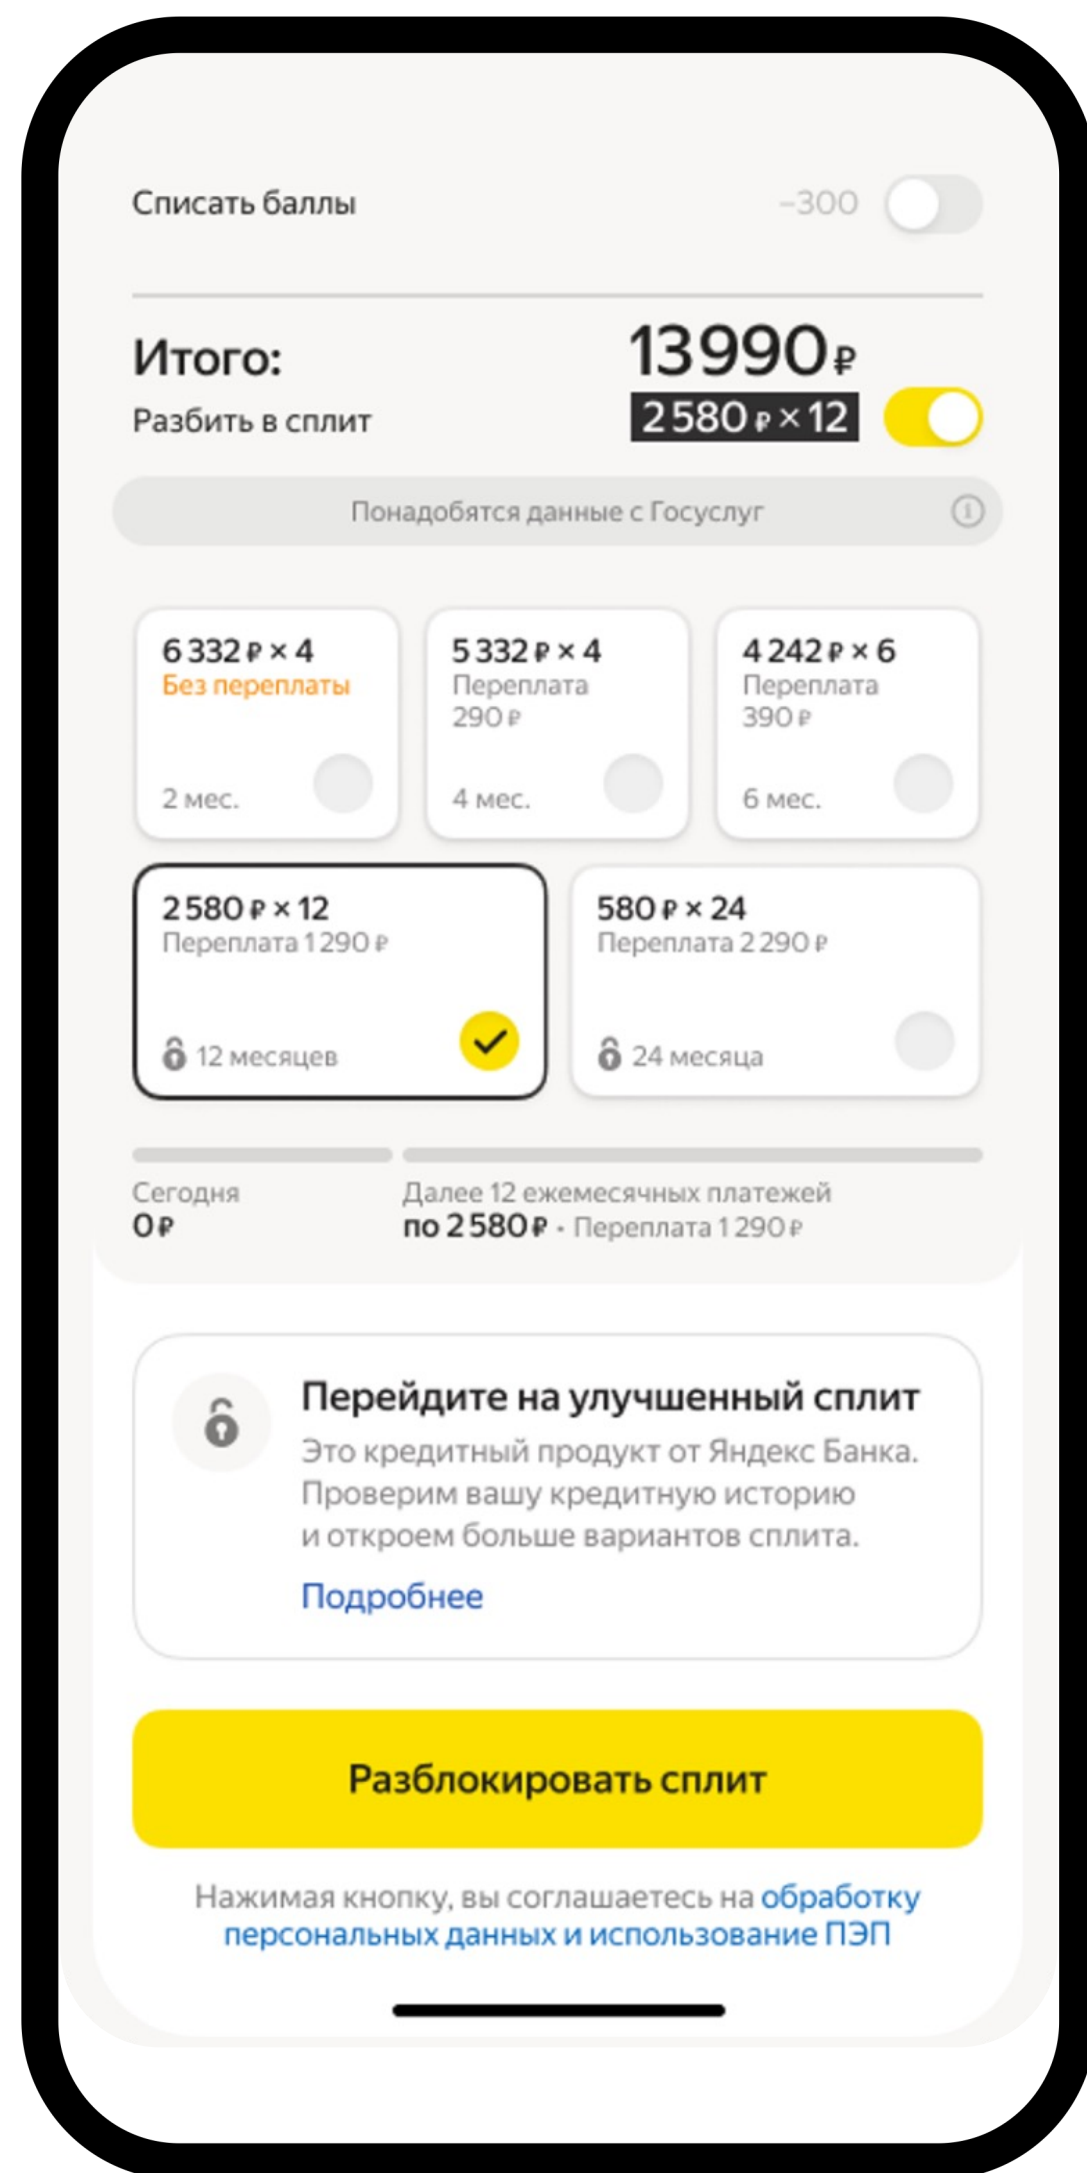 Списать баллы −300
Итого: 13 990 ₽
Разбить в сплит 2 580 ₽ × 12
Понадобятся данные с Госуслуг
6 332 ₽ × 4
Без переплаты
2 мес.
5 332 ₽ × 4
Переплата
290 ₽
4 мес.
4 242 ₽ × 6
Переплата
390 ₽
6 мес.
2 580 ₽ × 12
Переплата 1 290 ₽
12 месяцев
580 ₽ × 24
Переплата 2 290 ₽
24 месяца
Сегодня
0 ₽
Далее 12 ежемесячных платежей
по 2 580 ₽ • Переплата 1 290 ₽
Перейдите на улучшенный сплит
Это кредитный продукт от Яндекс Банка.
Проверим вашу кредитную историю
и откроем больше вариантов сплита.
Подробнее
Разблокировать сплит
Нажимая кнопку, вы соглашаетесь на обработку
персональных данных и использование ПЭП